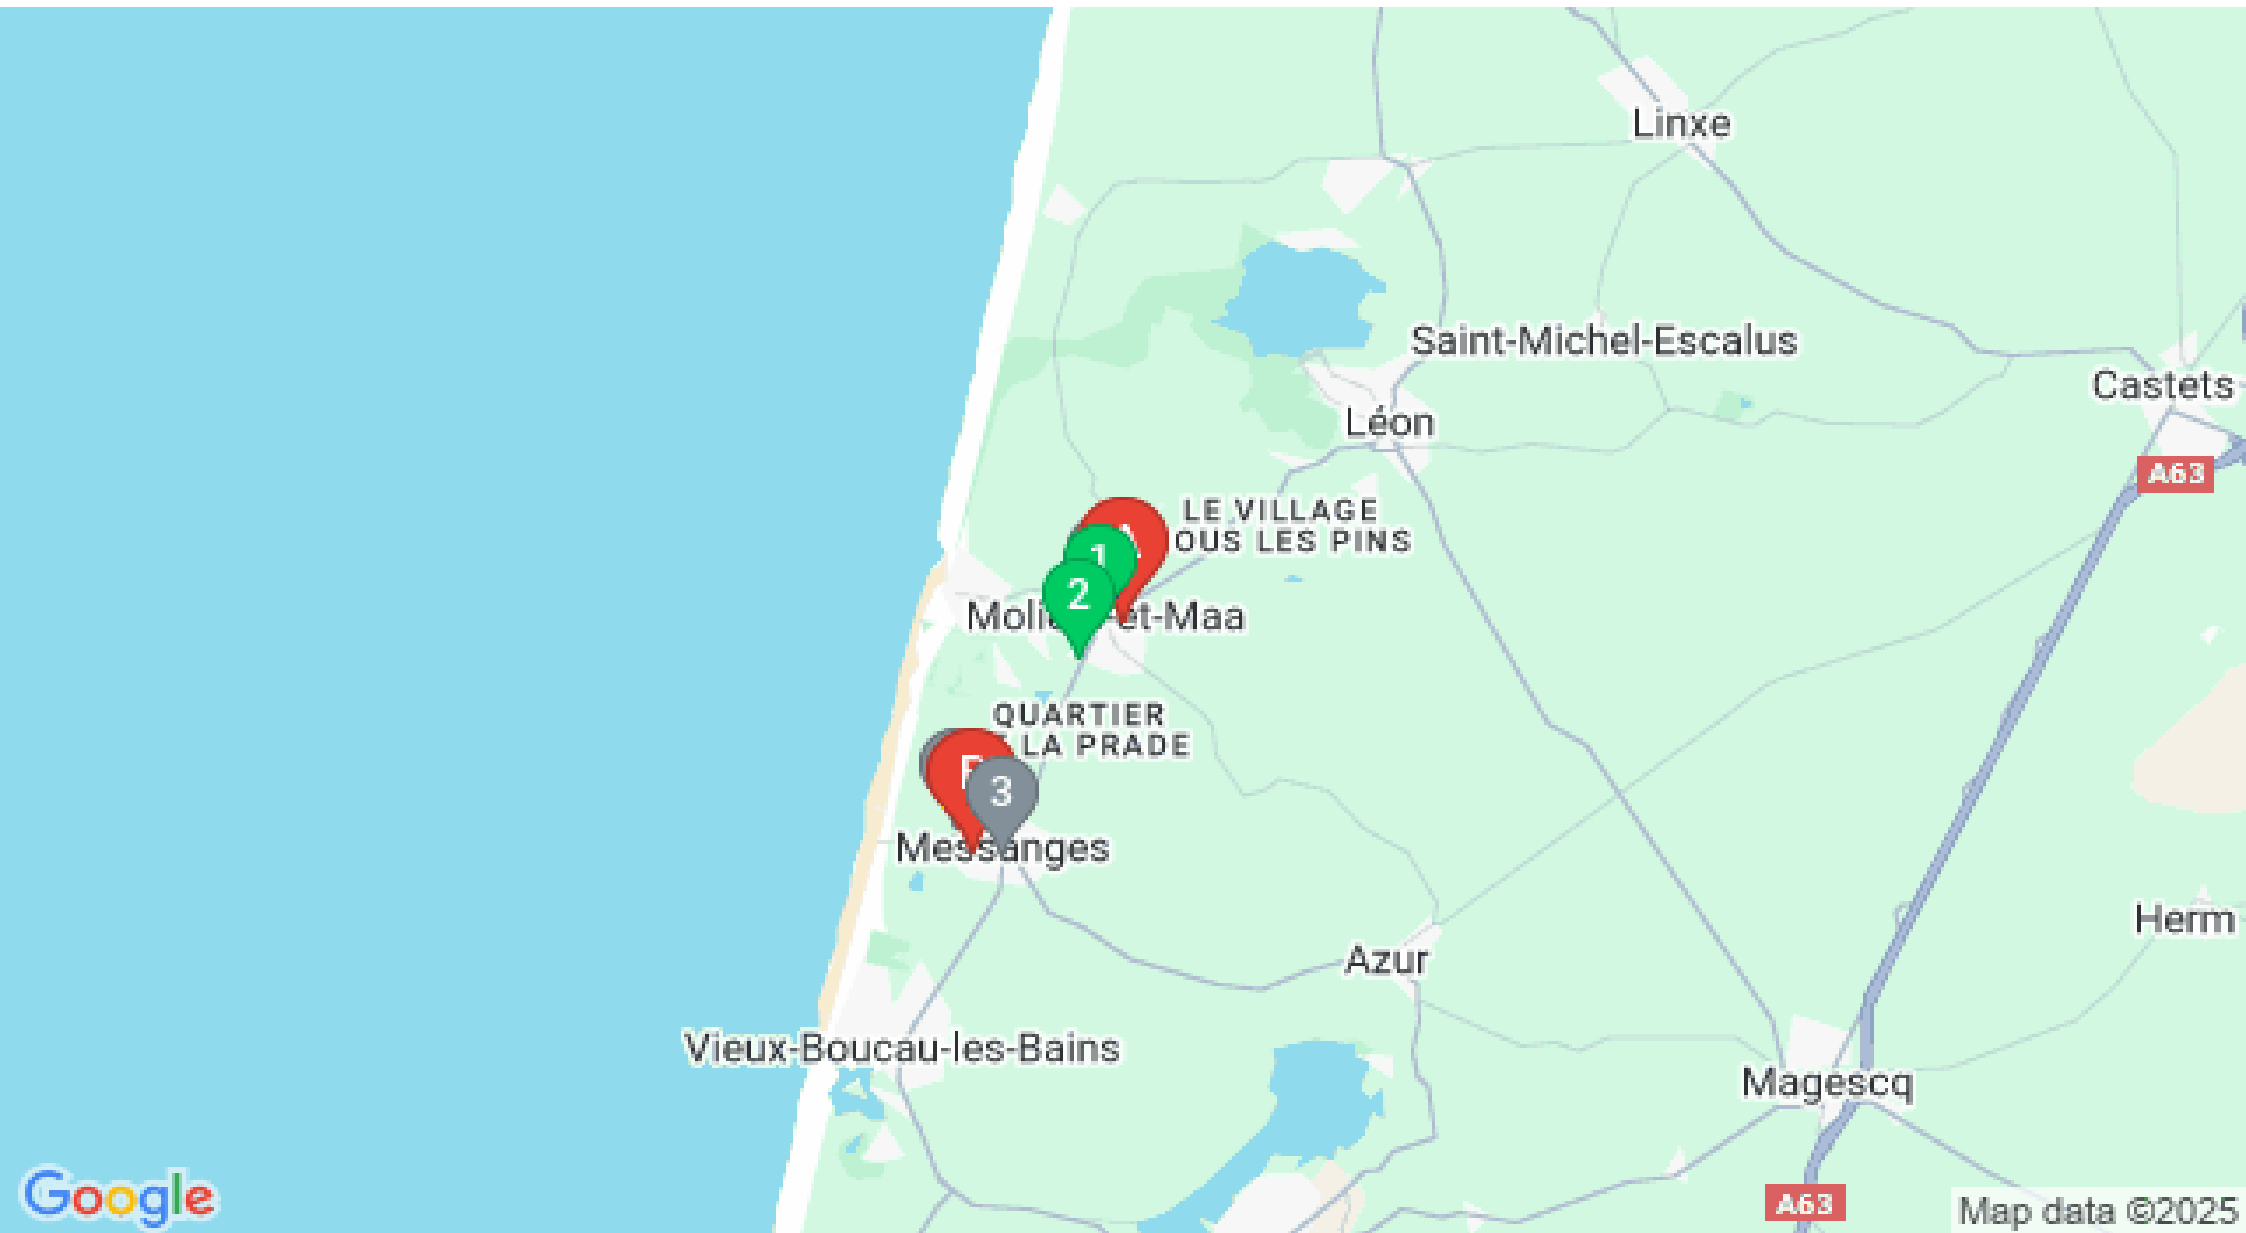 Linxe
Saint-Michel-Escalus
Castets
Léon
A63
LE VILLAGE
OUS LES PINS
1
2
et-Maa
QUARTIER
LA PRADE
3
Messanges
Herm
Azur
Vieux-Boucau-les-Bains
Magescq
Google
A63
Map data ©2025